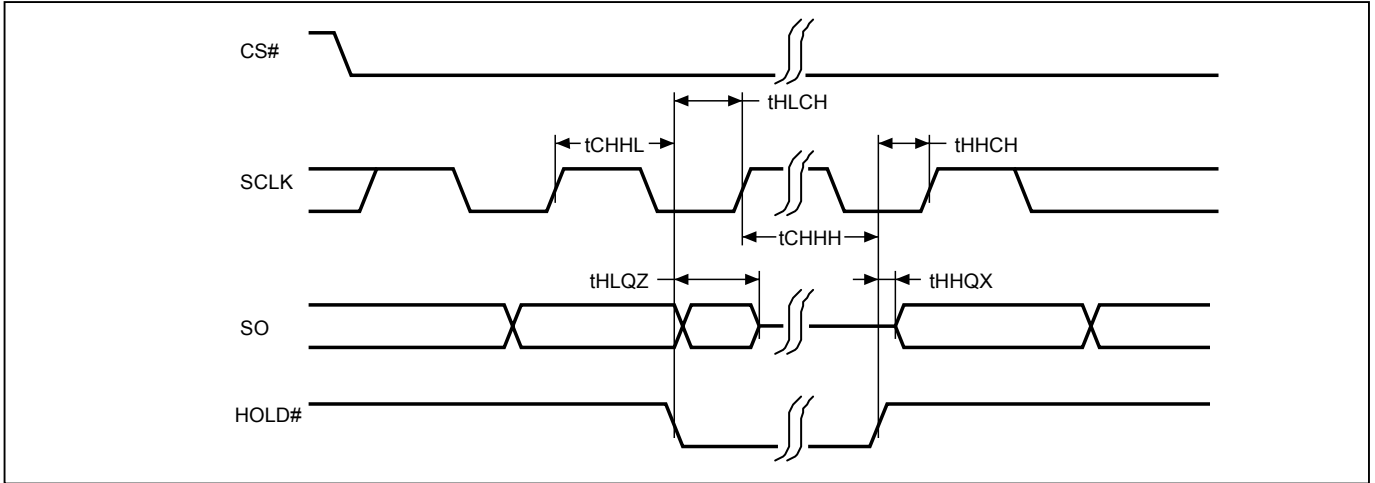 CS#
tHLCH
tCHHL
tHHCH
SCLK
tCHHH
tHLQZ
tHHQX
SO
HOLD#